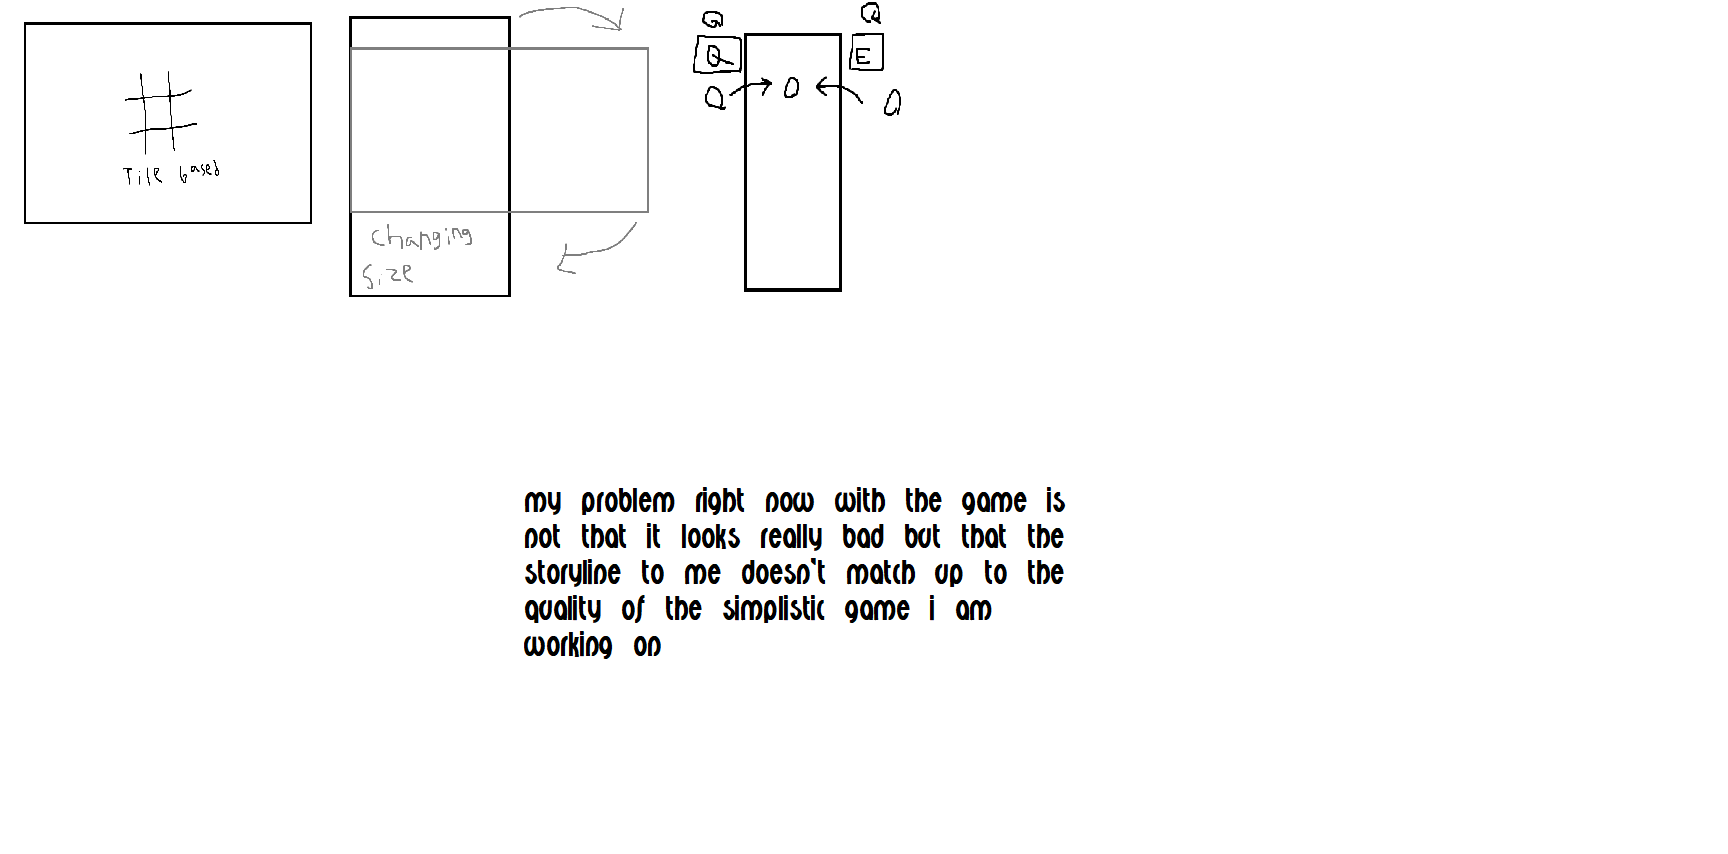 Tile based
Changing
Size
Q
E
my problem right now with the game is
not that it looks really bad but that the
storyline to me doesn't match up to the
quality of the simplistic game i am
working on